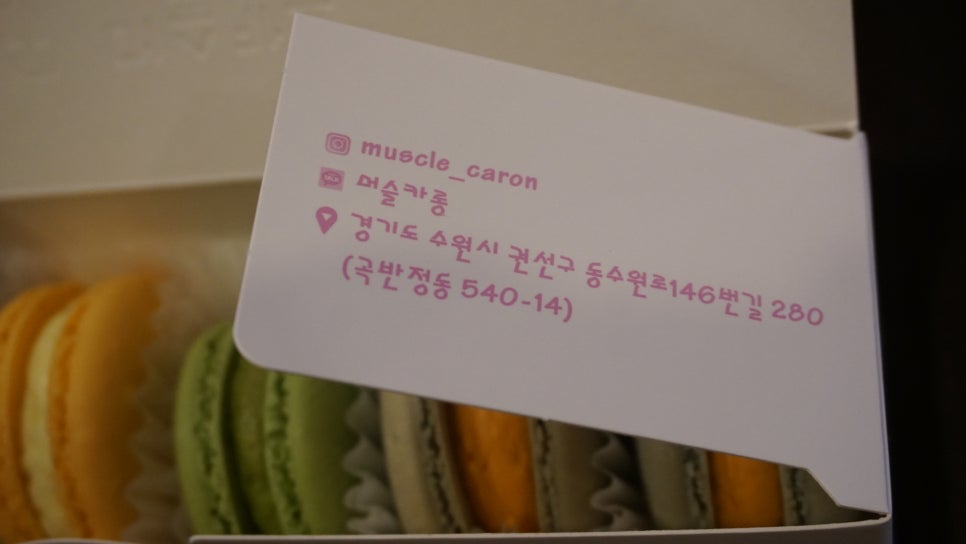 muscle_caron
머슬카롱
경기도 수원시 권선구 동수원로146번길 280
(곡반정동 540-14)